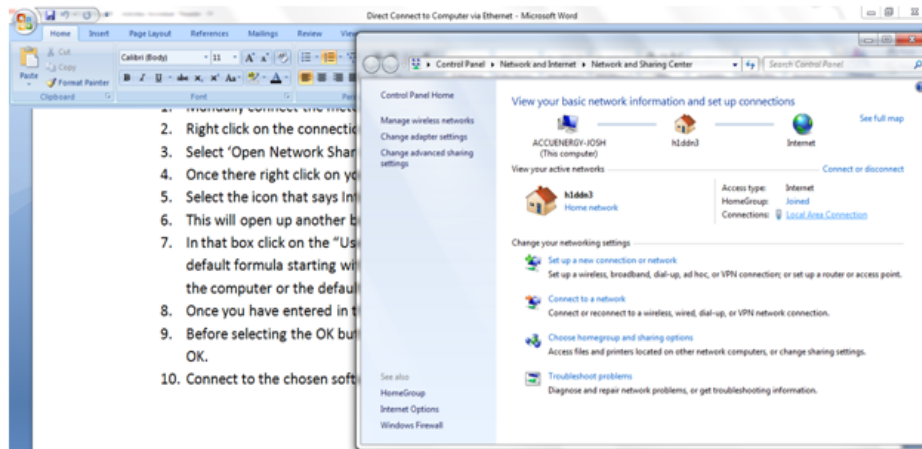 Direct Connect to Computer via Ethernet - Microsoft Word
Home Insert Page Layout References Mailings Review View
Cut
Copy
Paste
Format Painter
Clipboard
Calibri (Body) 11
Font
1. Manually connect the
2. Right click on the connectic
3. Select ‘Open Network Shar
4. Once there right click on yo
5. Select the icon that says Int
6. This will open up another b
7. In that box click on the “Us
default formula starting wit
the computer or the defaul
8. Once you have entered in t
9. Before selecting the OK but
OK.
10. Connect to the chosen soft
Control Panel Network and Internet Network and Sharing Center
Search Control Panel
Control Panel Home
Manage wireless networks
Change adapter settings
Change advanced sharing
settings
See also
HomeGroup
Internet Options
Windows Firewall
View your basic network information and set up connections
See full map
ACCUENERGY-JOSH
(This computer)
h1ddn3
Internet
View your active networks
Connect or disconnect
h1ddn3
Home network
Access type: Internet
HomeGroup: Joined
Connections: Local Area Connection
Change your networking settings
Set up a new connection or network
Set up a wireless, broadband, dial-up, ad hoc, or VPN connection; or set up a router or access point.
Connect to a network
Connect or reconnect to a wireless, wired, dial-up, or VPN network connection.
Choose homegroup and sharing options
Access files and printers located on other network computers, or change sharing settings.
Troubleshoot problems
Diagnose and repair network problems, or get troubleshooting information.